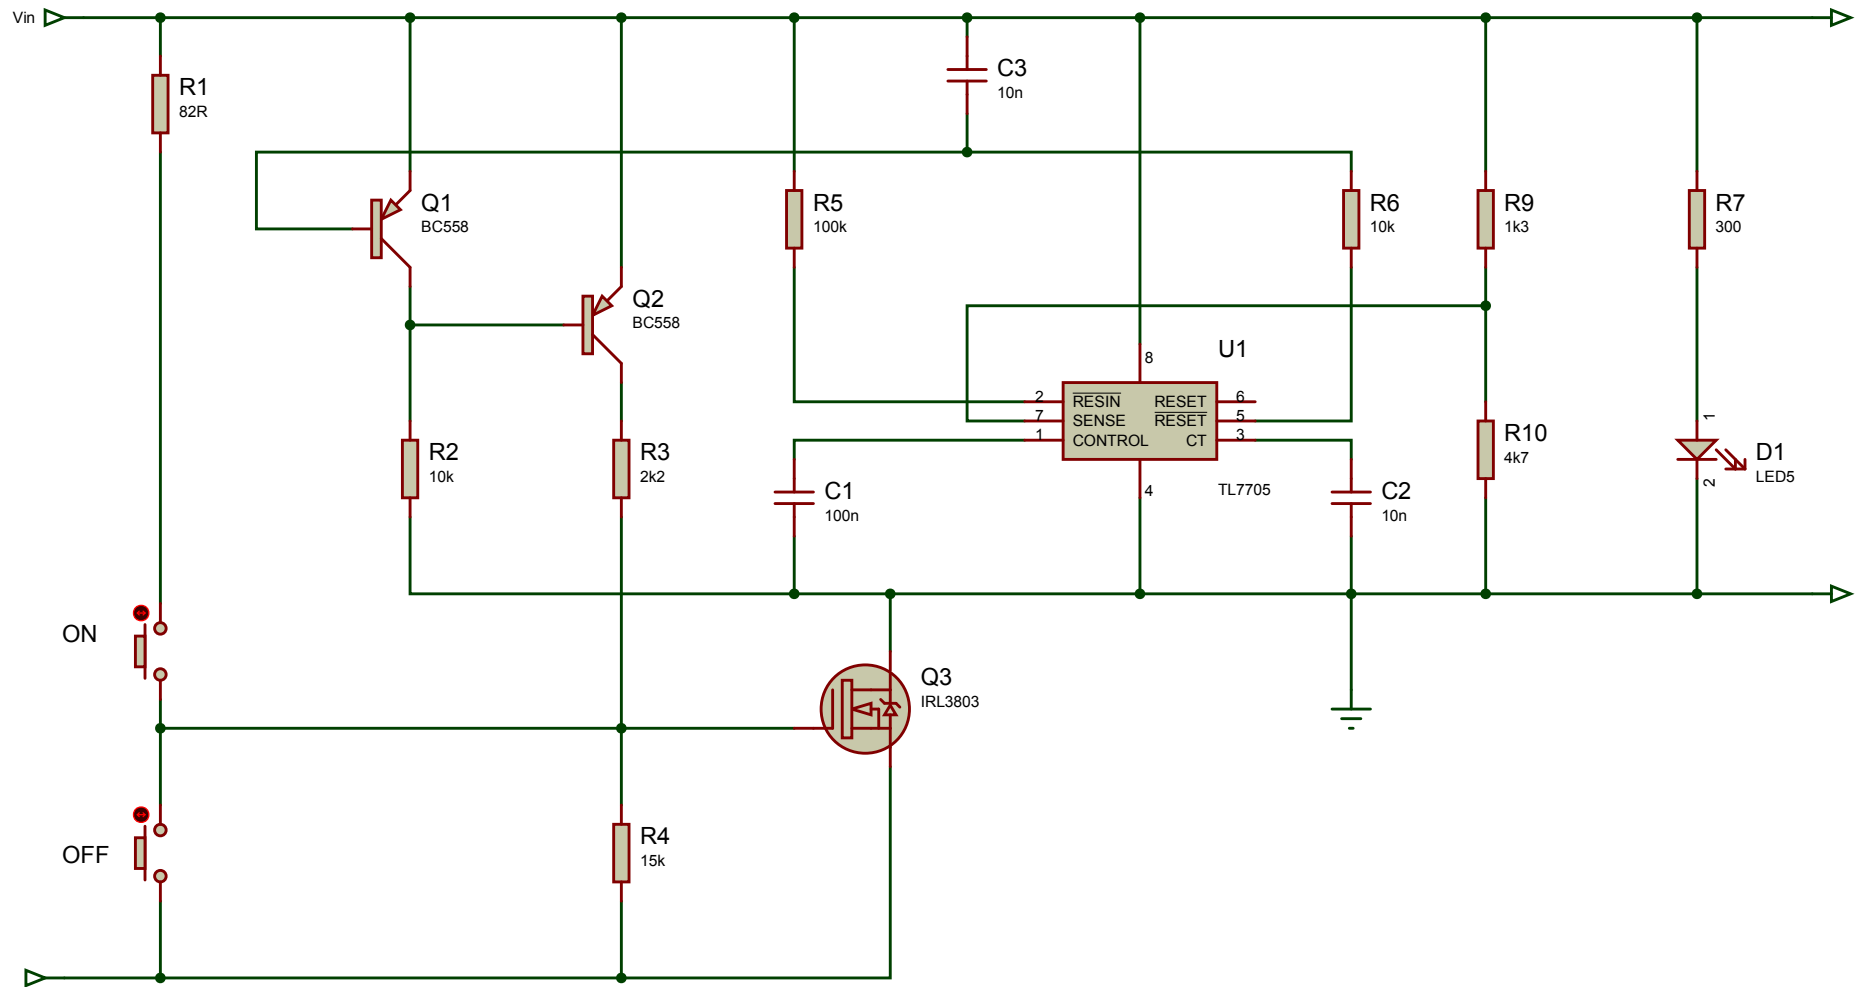 Vin
R1
82R
C3
10n
Q1
BC558
R5
100k
R6
10k
R9
1k3
R7
300
Q2
BC558
U1
8
2
RESIN
RESET
6
7
SENSE
RESET
5
1
CONTROL
CT
3
4
TL7705
R2
10k
R3
2k2
C1
100n
C2
10n
R10
4k7
1
D1
LED5
2
ON
Q3
IRL3803
OFF
R4
15k